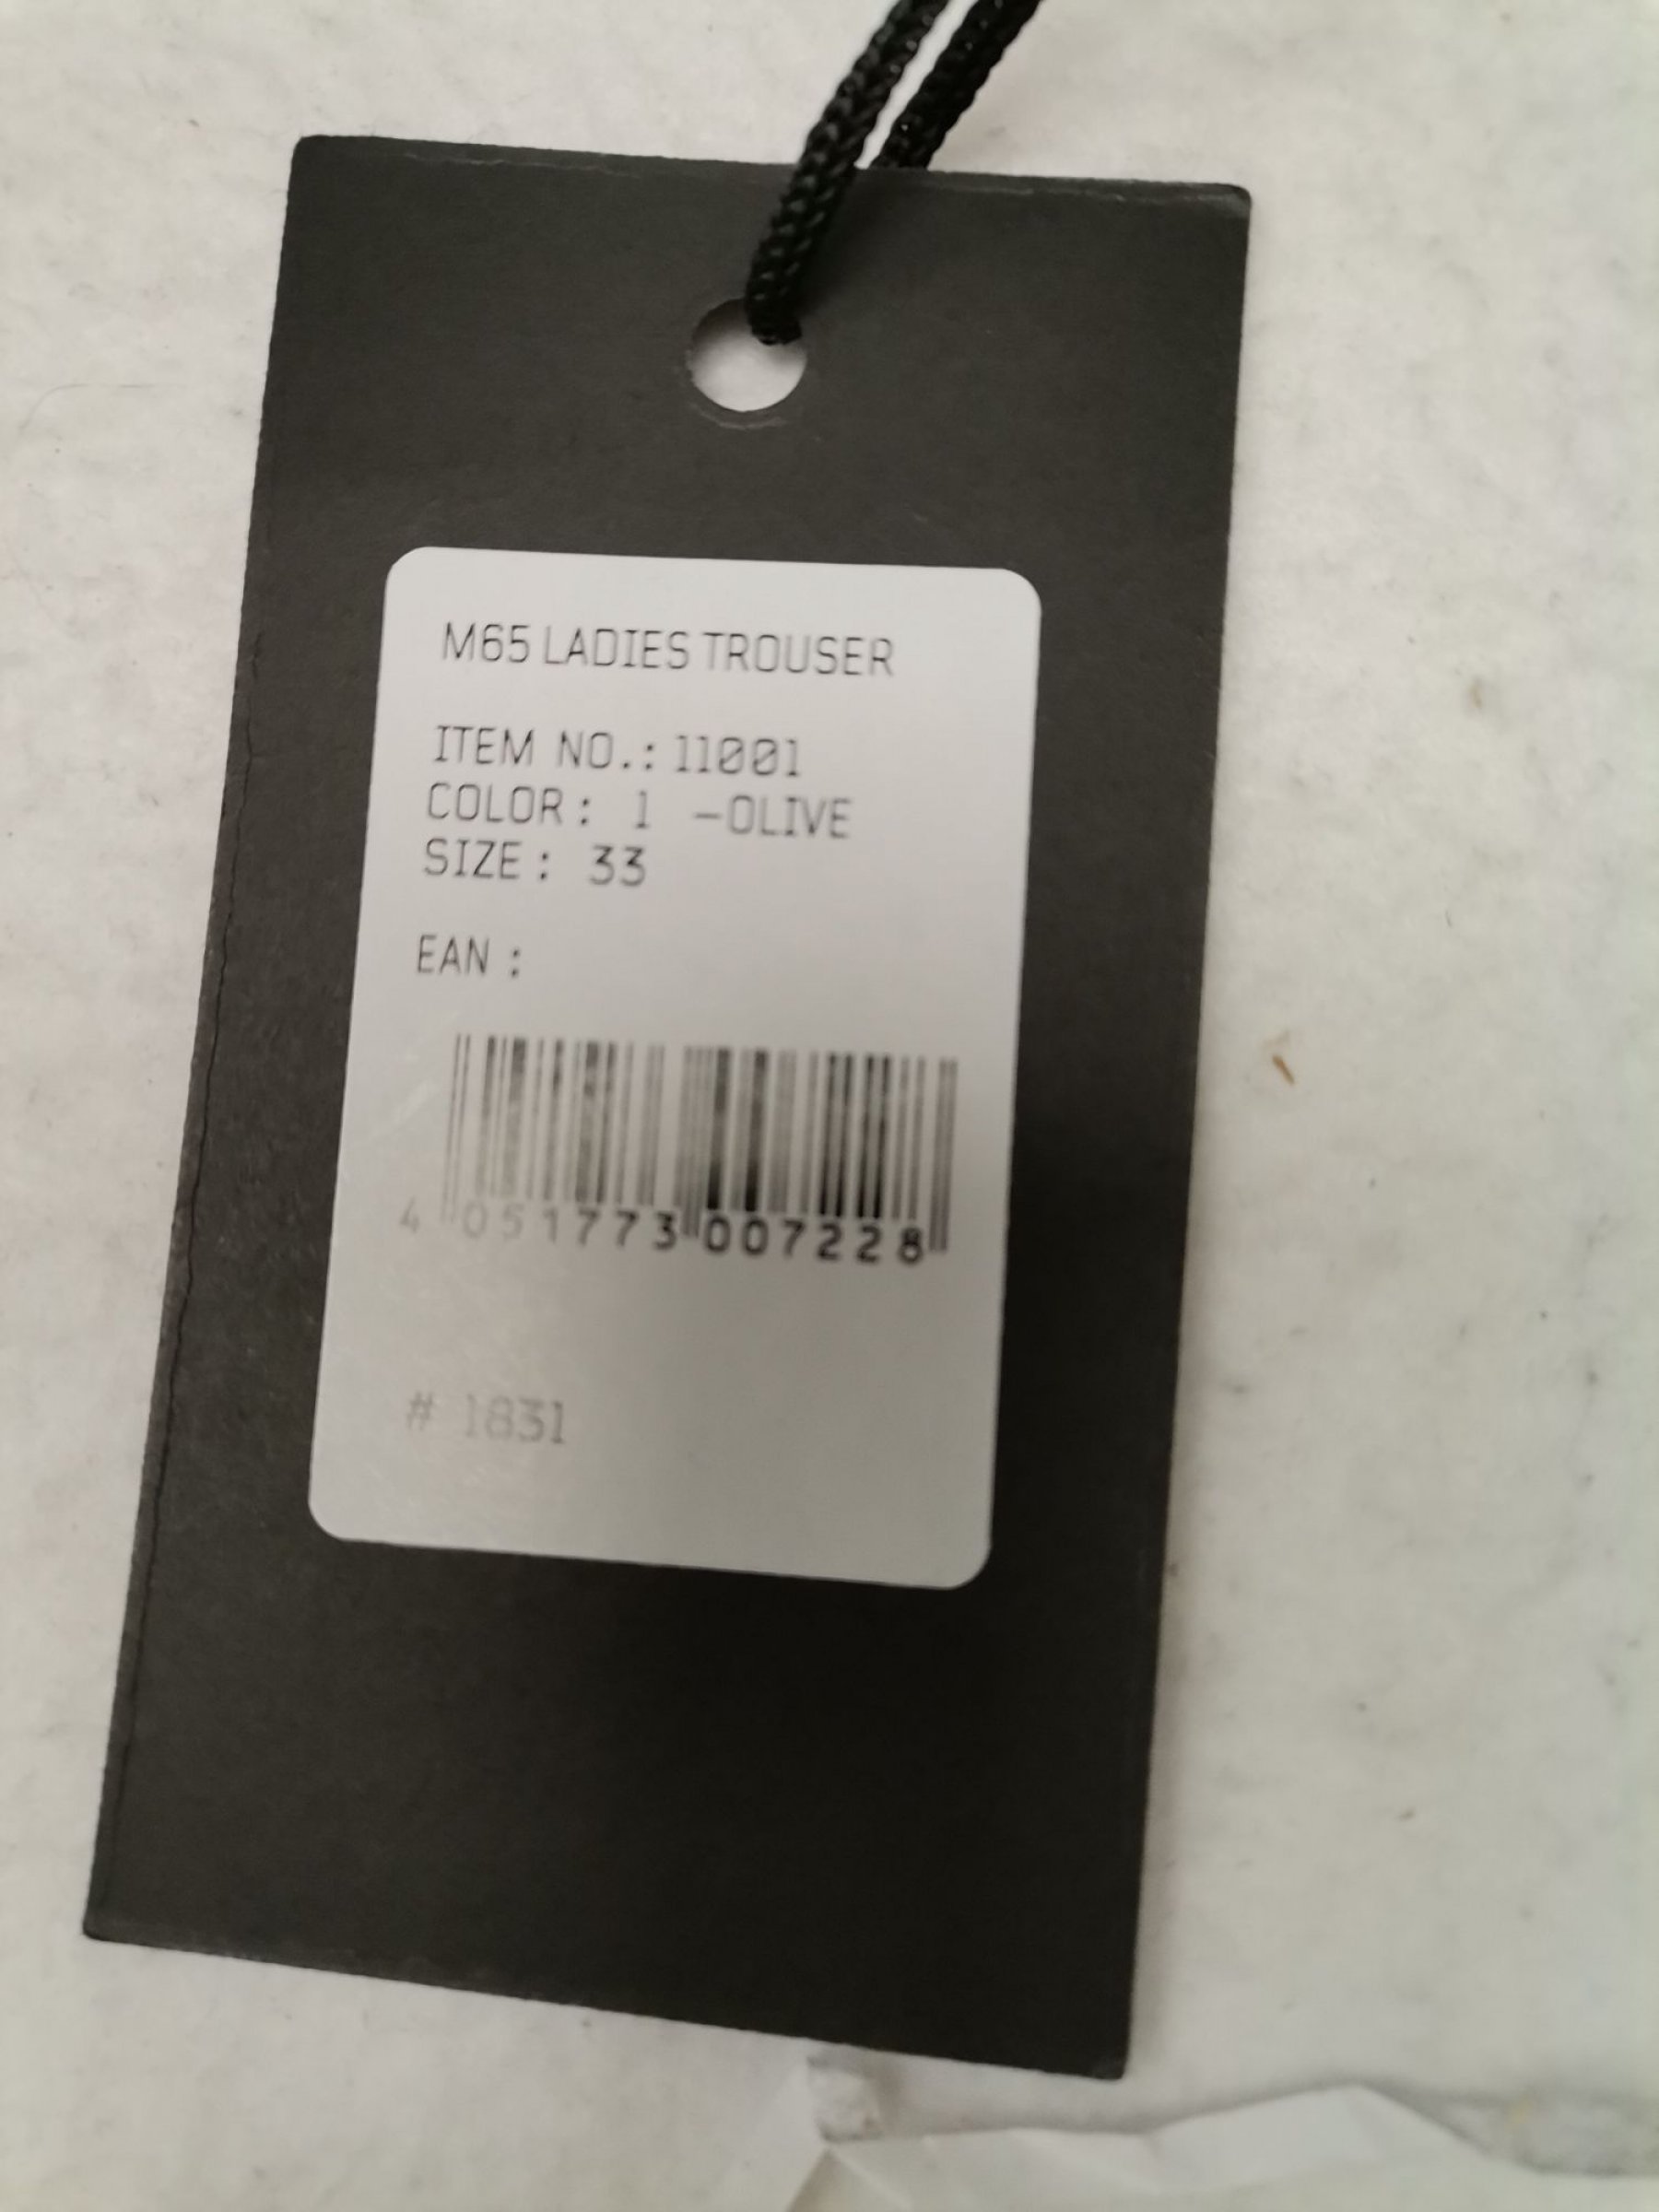 M65 LADIES TROUSER
ITEM NO.: 11001
COLOR: 1 -OLIVE
SIZE: 33
EAN :
4 051773 007228
# 1831